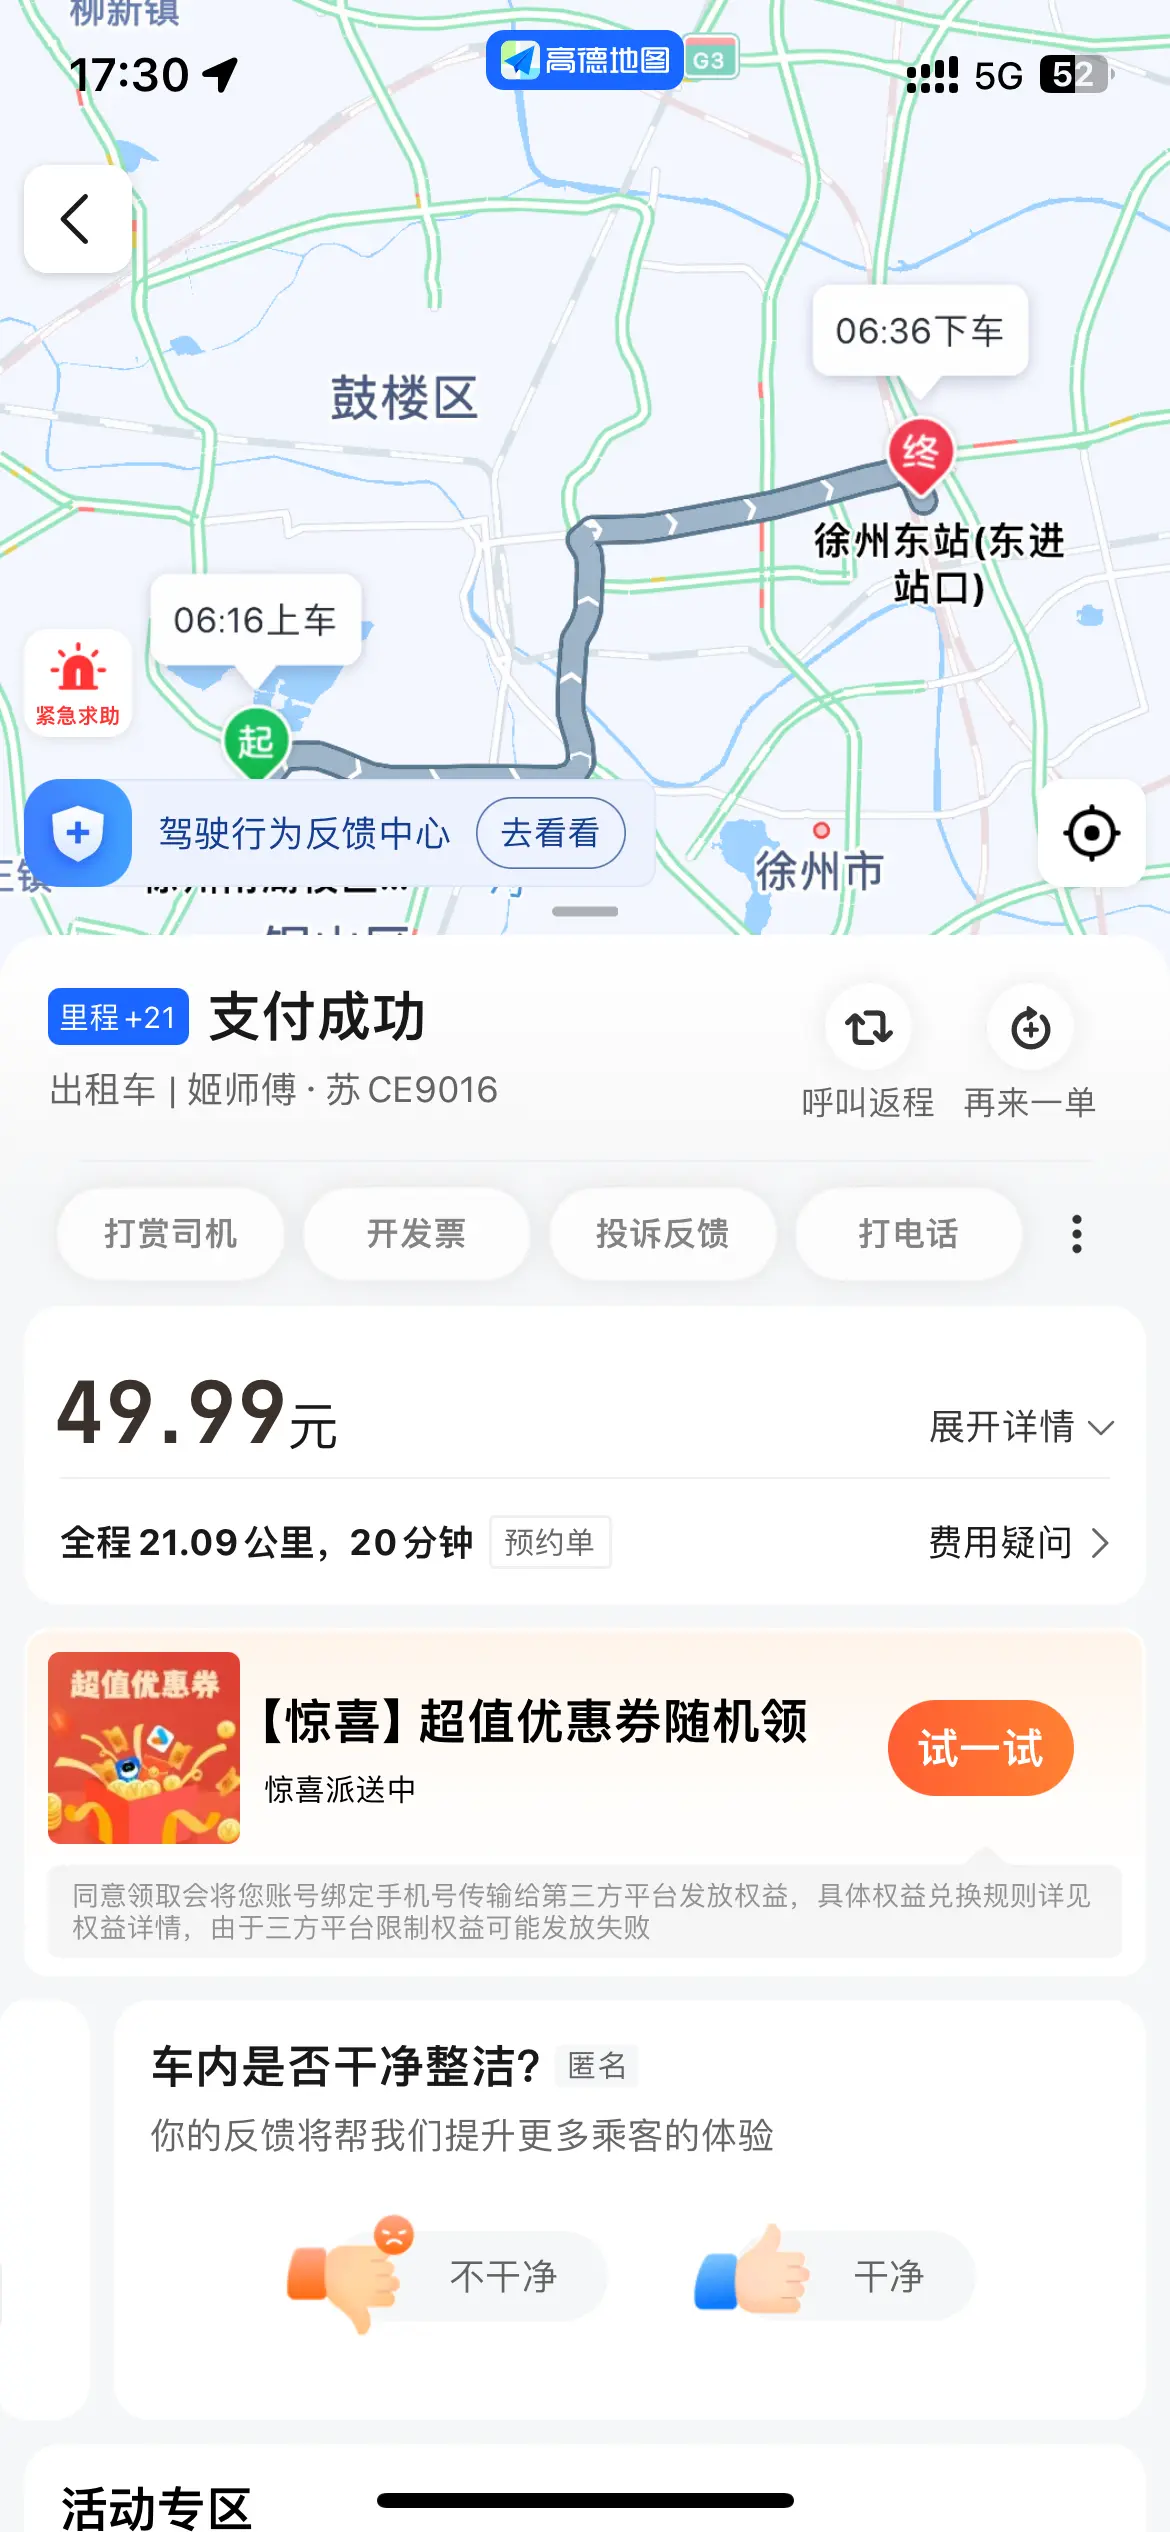 柳新镇
17:30
高德地图
G3
5G
52
06:36下车
鼓楼区
终
徐州东站(东进
站口)
06:16上车
紧急求助
起
驾驶行为反馈中心
去看看
徐州市
里程+21
支付成功
出租车 | 姬师傅 · 苏CE9016
呼叫返程
再来一单
打赏司机
开发票
投诉反馈
打电话
49.99元
展开详情
全程21.09公里，20分钟
预约单
费用疑问
超值优惠券
【惊喜】超值优惠券随机领
惊喜派送中
试一试
同意领取会将您账号绑定手机号传输给第三方平台发放权益，具体权益兑换规则详见
权益详情，由于三方平台限制权益可能发放失败
车内是否干净整洁?
匿名
你的反馈将帮我们提升更多乘客的体验
不干净
干净
活动专区